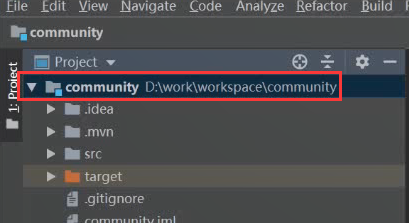 File Edit View Navigate Code Analyze Refactor Build
community
1: Project
Project
community D:\work\workspace\community
.idea
.mvn
src
target
.gitignore
community.iml